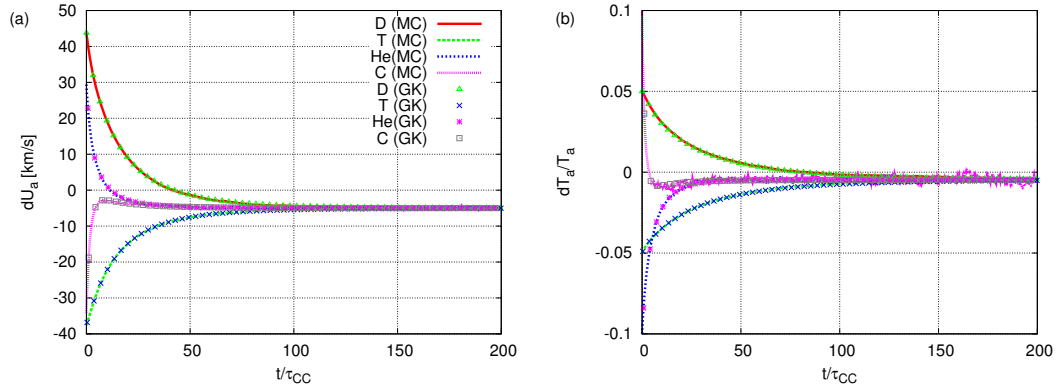 (a)
dU_a [km/s]
50
40
30
20
10
0
-10
-20
-30
-40
0
50
100
150
200
t/τ_CC
D (MC)
T (MC)
He(MC)
C (MC)
D (GK)
T (GK)
He(GK)
C (GK)
(b)
dT_a/T_a
0.1
0.05
0
-0.05
-0.1
0
50
100
150
200
t/τ_CC